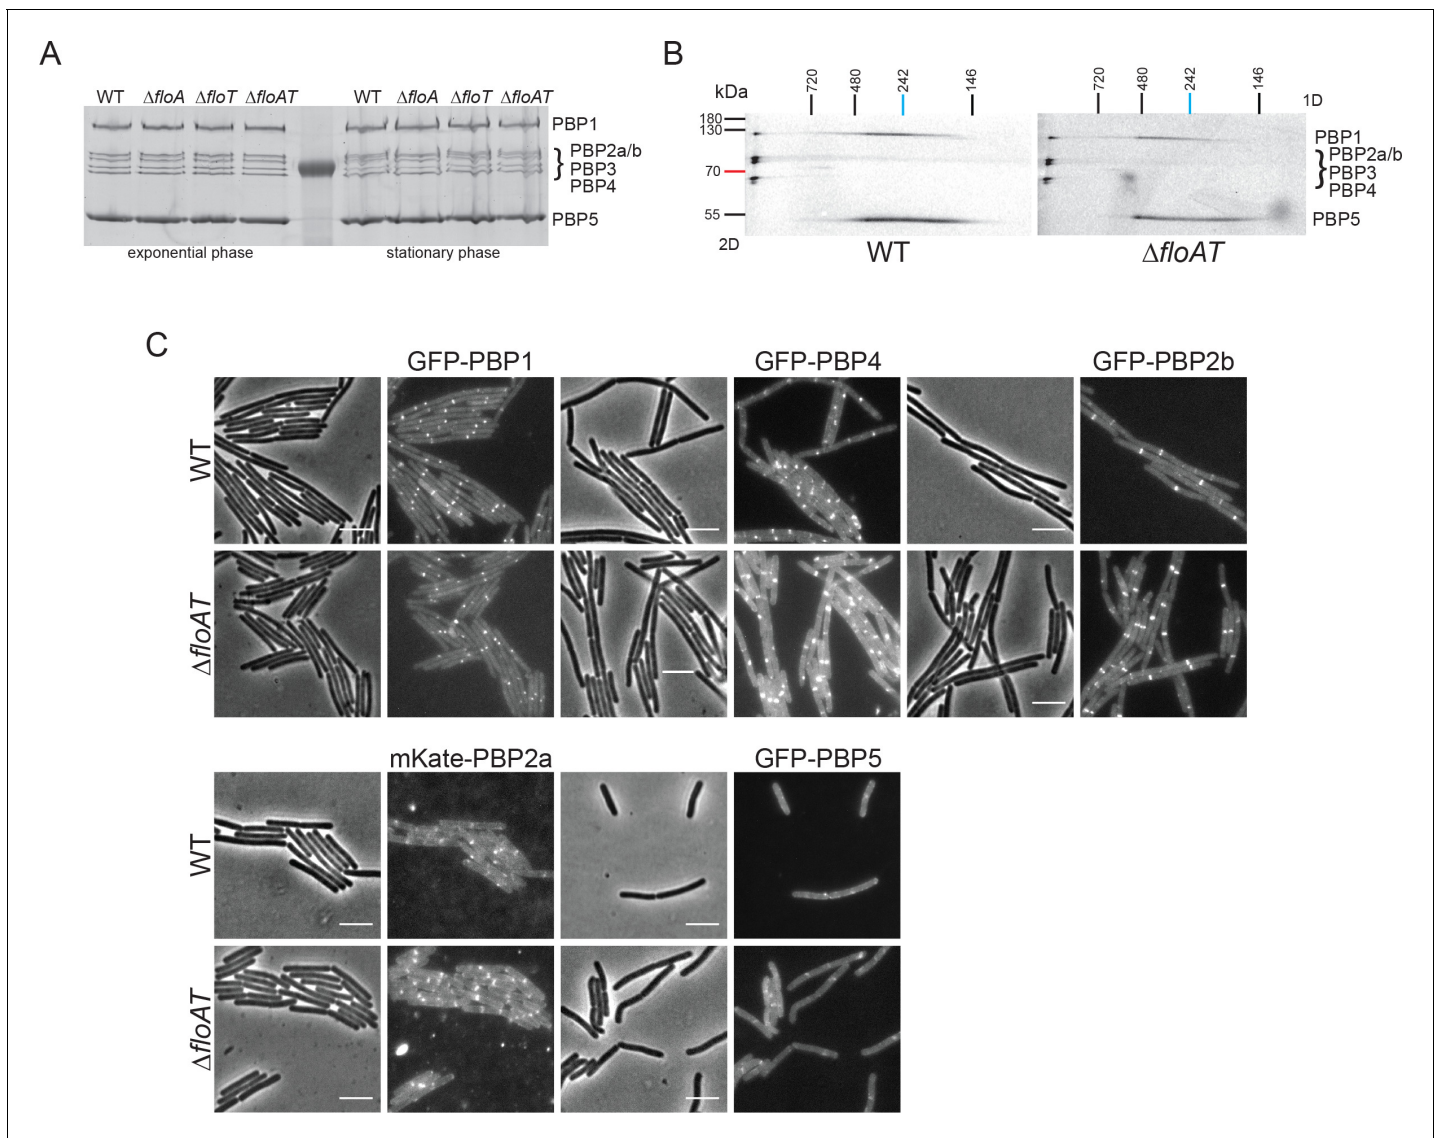 A
WT ΔfloA ΔfloT ΔfloAT WT ΔfloA ΔfloT ΔfloAT
PBP1
PBP2a/b
PBP3
PBP4
PBP5
exponential phase stationary phase
B
720 480 242 146 720 480 242 146
kDa 1D
180
130
70
55
2D
PBP1
PBP2a/b
PBP3
PBP4
PBP5
WT ΔfloAT
C
GFP-PBP1 GFP-PBP4 GFP-PBP2b
WT
ΔfloAT
mKate-PBP2a GFP-PBP5
WT
ΔfloAT